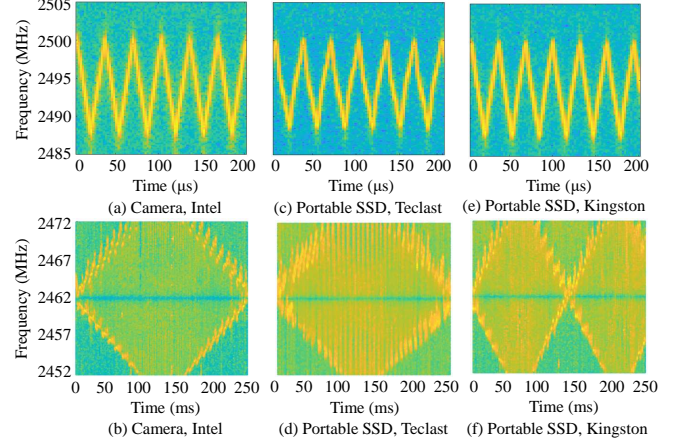 2505
2500
2495
2490
2485
Frequency (MHz)
0 50 100 150 200
0 50 100 150 200
0 50 100 150 200
Time (μs)
Time (μs)
Time (μs)
(a) Camera, Intel
(c) Portable SSD, Teclast
(e) Portable SSD, Kingston
2472
2467
2462
2457
2452
Frequency (MHz)
0 50 100 150 200 250
0 50 100 150 200 250
0 50 100 150 200 250
Time (ms)
Time (ms)
Time (ms)
(b) Camera, Intel
(d) Portable SSD, Teclast
(f) Portable SSD, Kingston